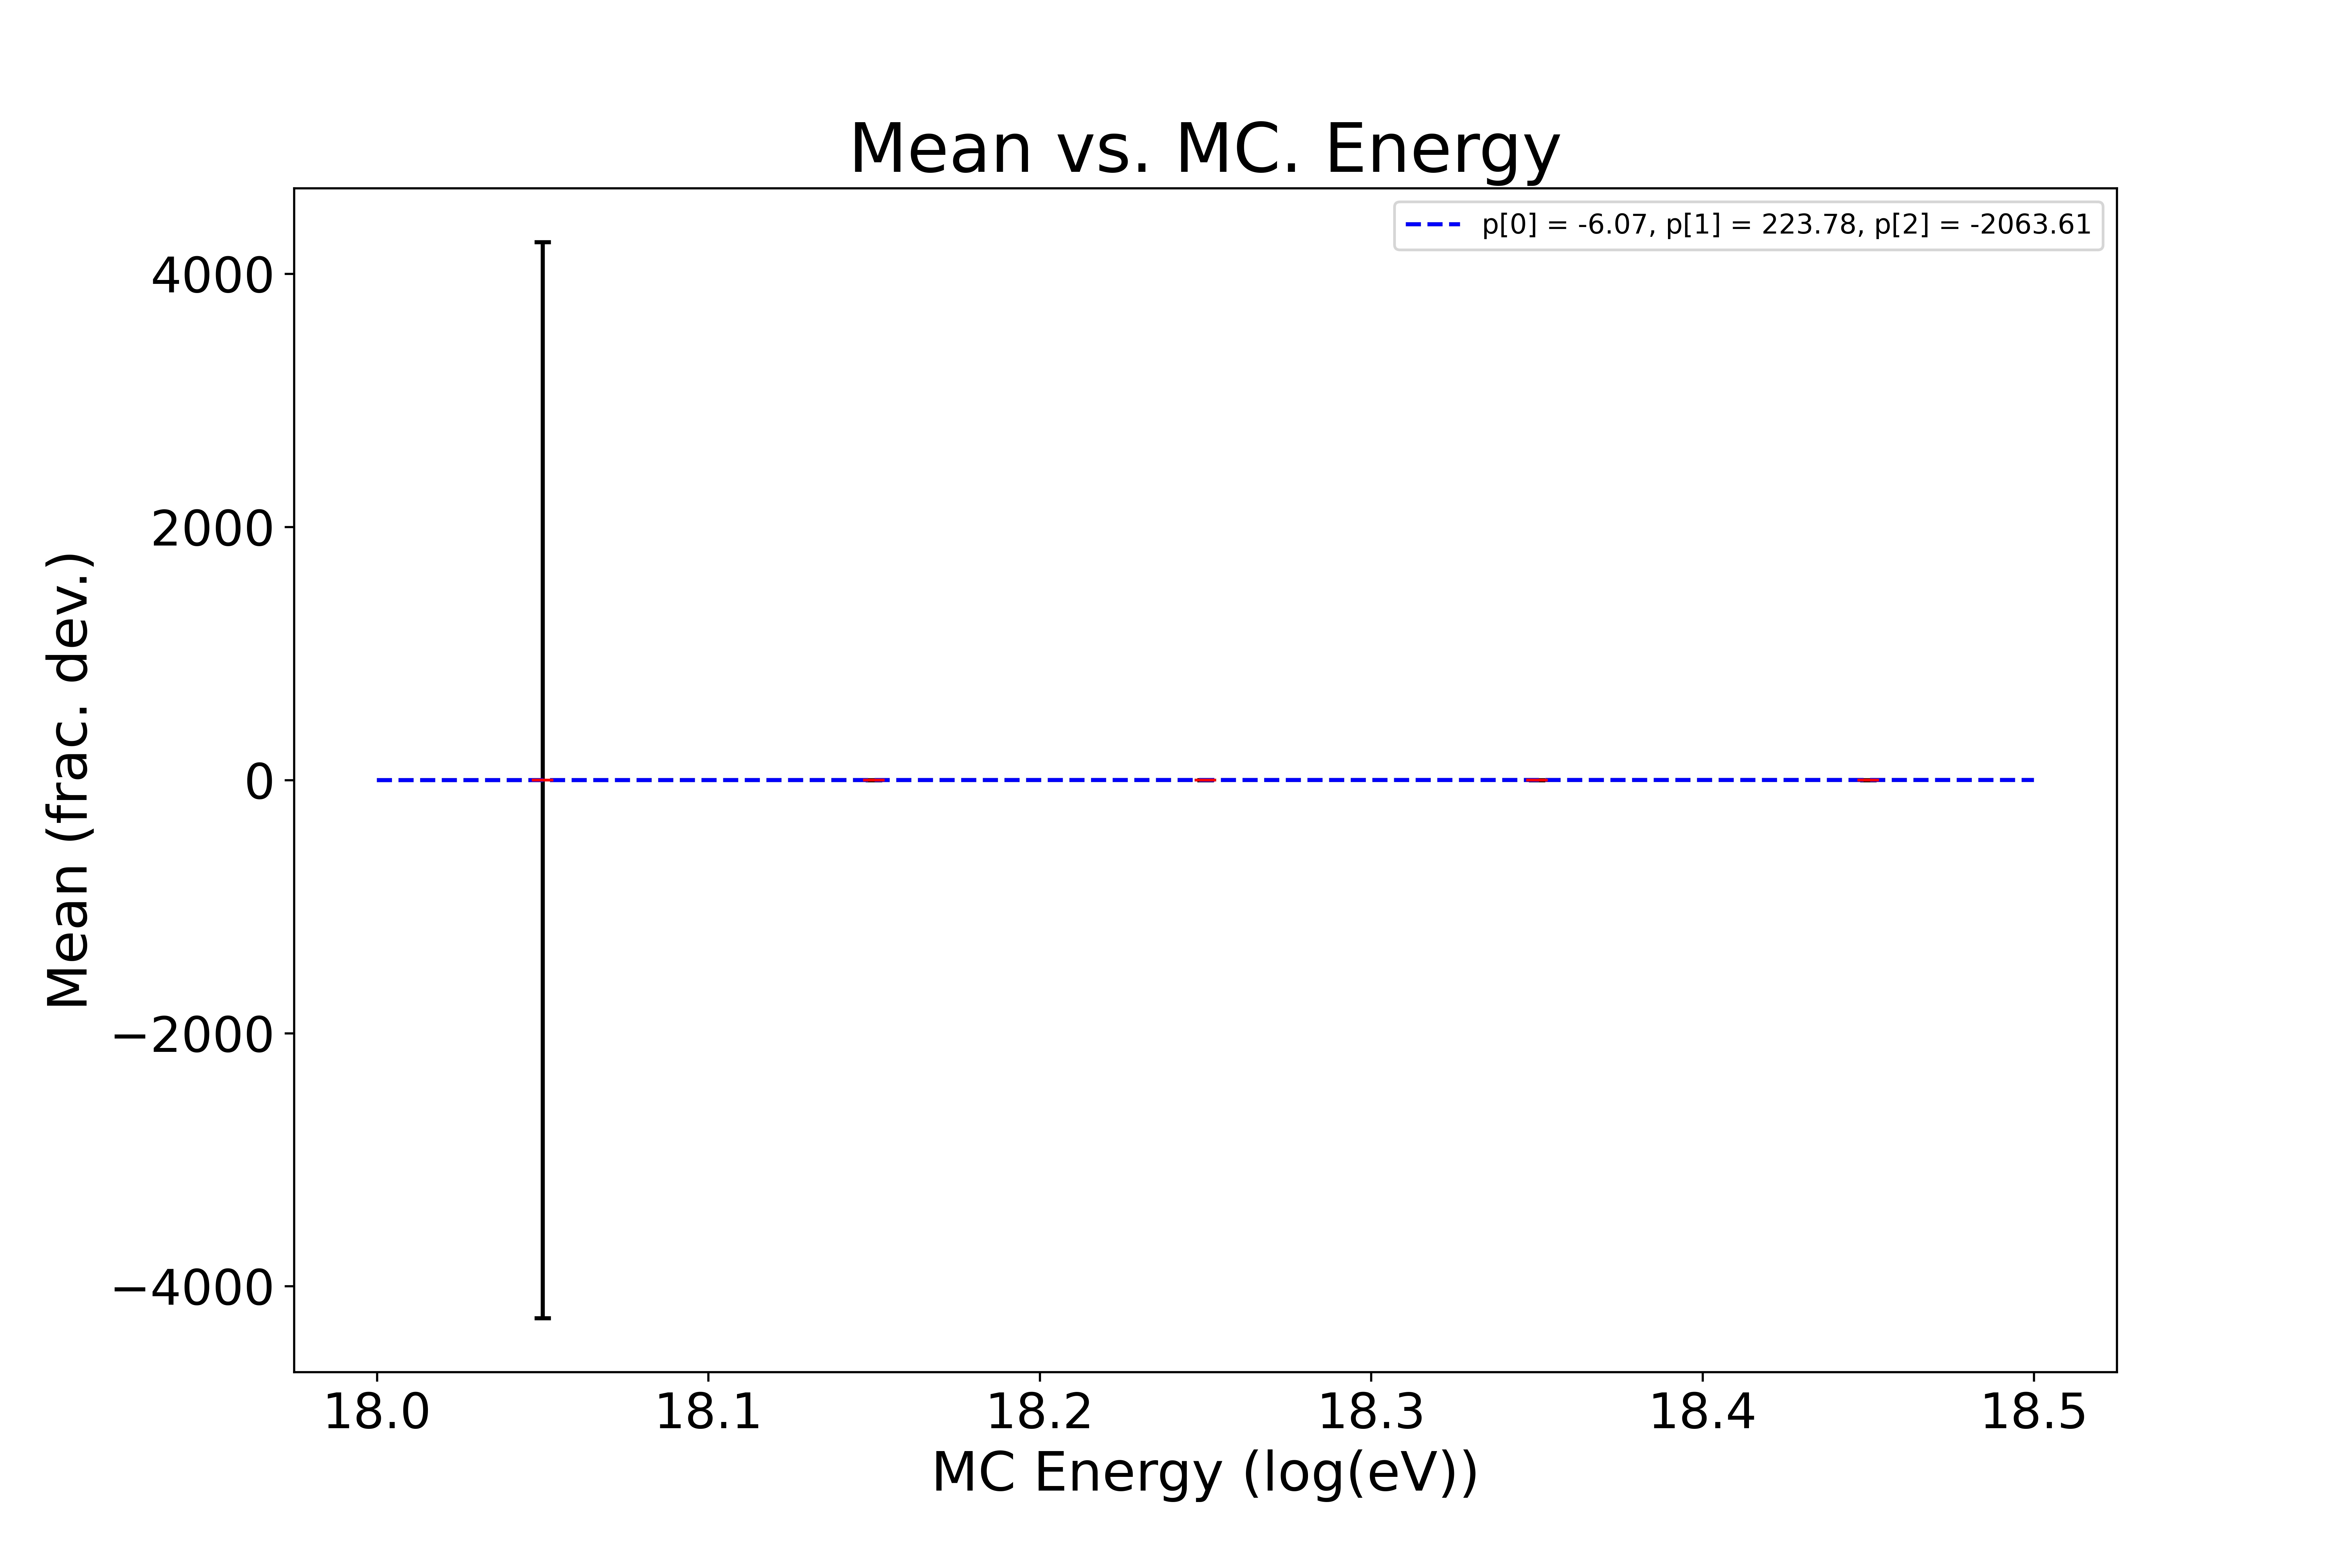 Mean vs. MC. Energy
p[0] = -6.07, p[1] = 223.78, p[2] = -2063.61
4000
2000
0
−2000
−4000
Mean (frac. dev.)
18.0 18.1 18.2 18.3 18.4 18.5
MC Energy (log(eV))